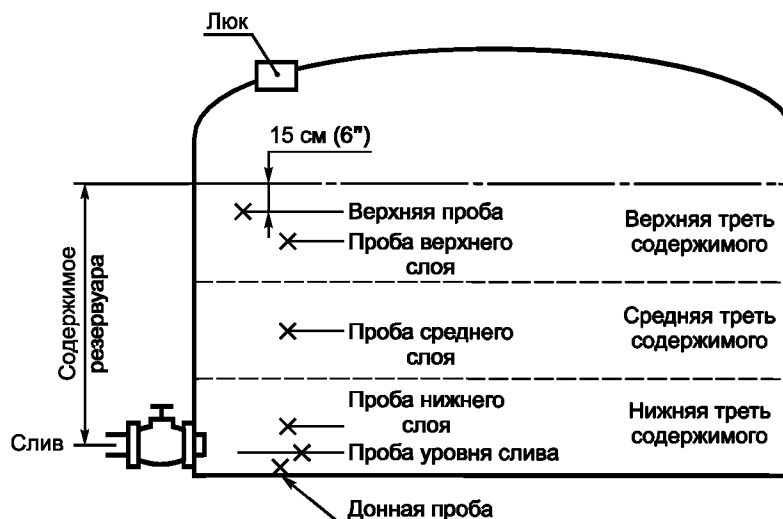 Люк
15 см (6")
Верхняя проба
Проба верхнего
слоя
Верхняя треть
содержимого
Содержимое
резервуара
Проба среднего
слоя
Средняя треть
содержимого
Проба нижнего
слоя
Нижняя треть
содержимого
Слив
Проба уровня слива
Донная проба